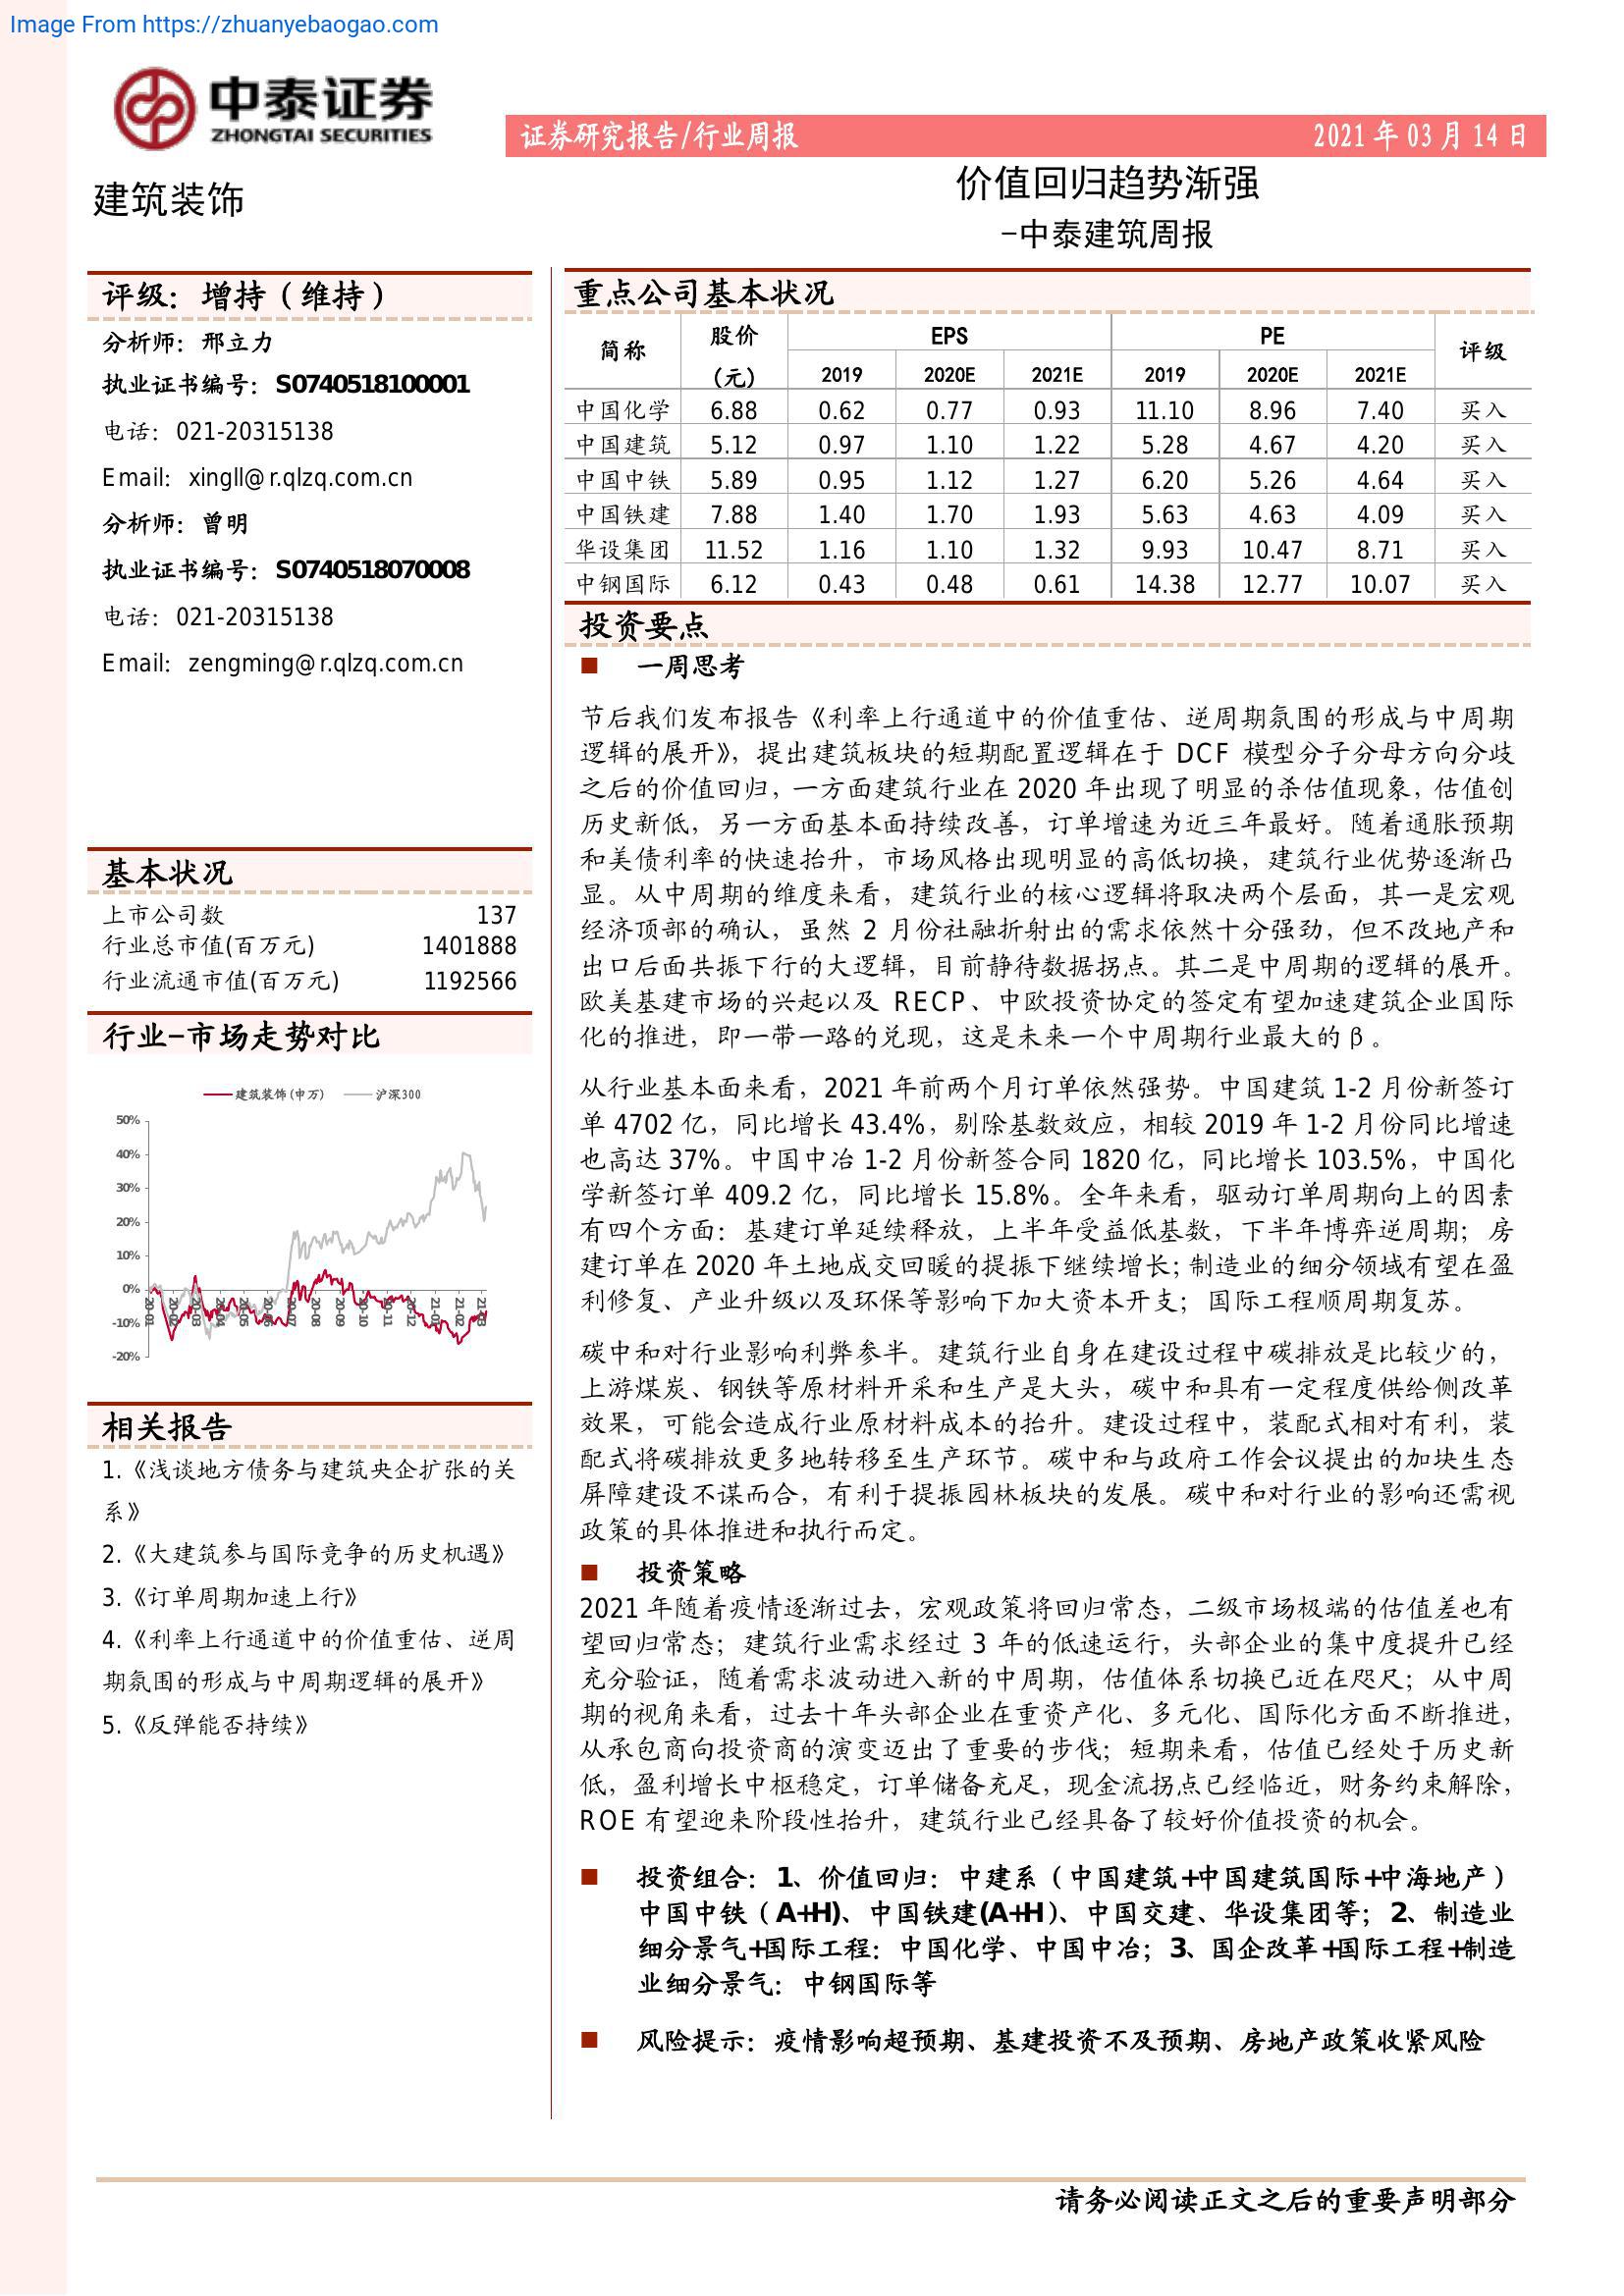 Image From https://zhuanyebaogao.com
中泰证券
ZHONGTAI SECURITIES
证券研究报告/行业周报
2021 年 03 月 14 日
建筑装饰
价值回归趋势渐强
-中泰建筑周报
评级：增持（维持）
分析师：邢立力
执业证书编号：S0740518100001
电话：021-20315138
Email：xingll@r.qlzq.com.cn
分析师：曾明
执业证书编号：S0740518070008
电话：021-20315138
Email：zengming@r.qlzq.com.cn
基本状况
上市公司数 137
行业总市值(百万元) 1401888
行业流通市值(百万元) 1192566
行业-市场走势对比
建筑装饰(申万) 沪深300
50%
40%
30%
20%
10%
0%
-10%
-20%
20-01 20-02 20-03 20-04 20-05 20-06 20-07 20-08 20-09 20-10 20-11 20-12 21-01 21-02 21-03
相关报告
1.《浅谈地方债务与建筑央企扩张的关
系》
2.《大建筑参与国际竞争的历史机遇》
3.《订单周期加速上行》
4.《利率上行通道中的价值重估、逆周
期氛围的形成与中周期逻辑的展开》
5.《反弹能否持续》
重点公司基本状况
简称 股价 EPS PE 评级
(元) 2019 2020E 2021E 2019 2020E 2021E
中国化学 6.88 0.62 0.77 0.93 11.10 8.96 7.40 买入
中国建筑 5.12 0.97 1.10 1.22 5.28 4.67 4.20 买入
中国中铁 5.89 0.95 1.12 1.27 6.20 5.26 4.64 买入
中国铁建 7.88 1.40 1.70 1.93 5.63 4.63 4.09 买入
华设集团 11.52 1.16 1.10 1.32 9.93 10.47 8.71 买入
中钢国际 6.12 0.43 0.48 0.61 14.38 12.77 10.07 买入
投资要点
一周思考
节后我们发布报告《利率上行通道中的价值重估、逆周期氛围的形成与中周期
逻辑的展开》，提出建筑板块的短期配置逻辑在于 DCF 模型分子分母方向分歧
之后的价值回归，一方面建筑行业在 2020 年出现了明显的杀估值现象，估值创
历史新低，另一方面基本面持续改善，订单增速为近三年最好。随着通胀预期
和美债利率的快速抬升，市场风格出现明显的高低切换，建筑行业优势逐渐凸
显。从中周期的维度来看，建筑行业的核心逻辑将取决两个层面，其一是宏观
经济顶部的确认，虽然 2 月份社融折射出的需求依然十分强劲，但不改地产和
出口后面共振下行的大逻辑，目前静待数据拐点。其二是中周期的逻辑的展开。
欧美基建市场的兴起以及 RECP、中欧投资协定的签定有望加速建筑企业国际
化的推进，即一带一路的兑现，这是未来一个中周期行业最大的 β 。
从行业基本面来看，2021 年前两个月订单依然强势。中国建筑 1-2 月份新签订
单 4702 亿，同比增长 43.4%，剔除基数效应，相较 2019 年 1-2 月份同比增速
也高达 37%。中国中冶 1-2 月份新签合同 1820 亿，同比增长 103.5%，中国化
学新签订单 409.2 亿，同比增长 15.8%。全年来看，驱动订单周期向上的因素
有四个方面：基建订单延续释放，上半年受益低基数，下半年博弈逆周期；房
建订单在 2020 年土地成交回暖的提振下继续增长；制造业的细分领域有望在盈
利修复、产业升级以及环保等影响下加大资本开支；国际工程顺周期复苏。
碳中和对行业影响利弊参半。建筑行业自身在建设过程中碳排放是比较少的，
上游煤炭、钢铁等原材料开采和生产是大头，碳中和具有一定程度供给侧改革
效果，可能会造成行业原材料成本的抬升。建设过程中，装配式相对有利，装
配式将碳排放更多地转移至生产环节。碳中和与政府工作会议提出的加块生态
屏障建设不谋而合，有利于提振园林板块的发展。碳中和对行业的影响还需视
政策的具体推进和执行而定。
投资策略
2021 年随着疫情逐渐过去，宏观政策将回归常态，二级市场极端的估值差也有
望回归常态；建筑行业需求经过 3 年的低速运行，头部企业的集中度提升已经
充分验证，随着需求波动进入新的中周期，估值体系切换已近在咫尺；从中周
期的视角来看，过去十年头部企业在重资产化、多元化、国际化方面不断推进，
从承包商向投资商的演变迈出了重要的步伐；短期来看，估值已经处于历史新
低，盈利增长中枢稳定，订单储备充足，现金流拐点已经临近，财务约束解除，
ROE 有望迎来阶段性抬升，建筑行业已经具备了较好价值投资的机会。
投资组合：1、价值回归：中建系（中国建筑+中国建筑国际+中海地产）
中国中铁（A+H)、中国铁建(A+H）、中国交建、华设集团等；2、制造业
细分景气+国际工程：中国化学、中国中冶；3、国企改革+国际工程+制造
业细分景气：中钢国际等
风险提示：疫情影响超预期、基建投资不及预期、房地产政策收紧风险
请务必阅读正文之后的重要声明部分